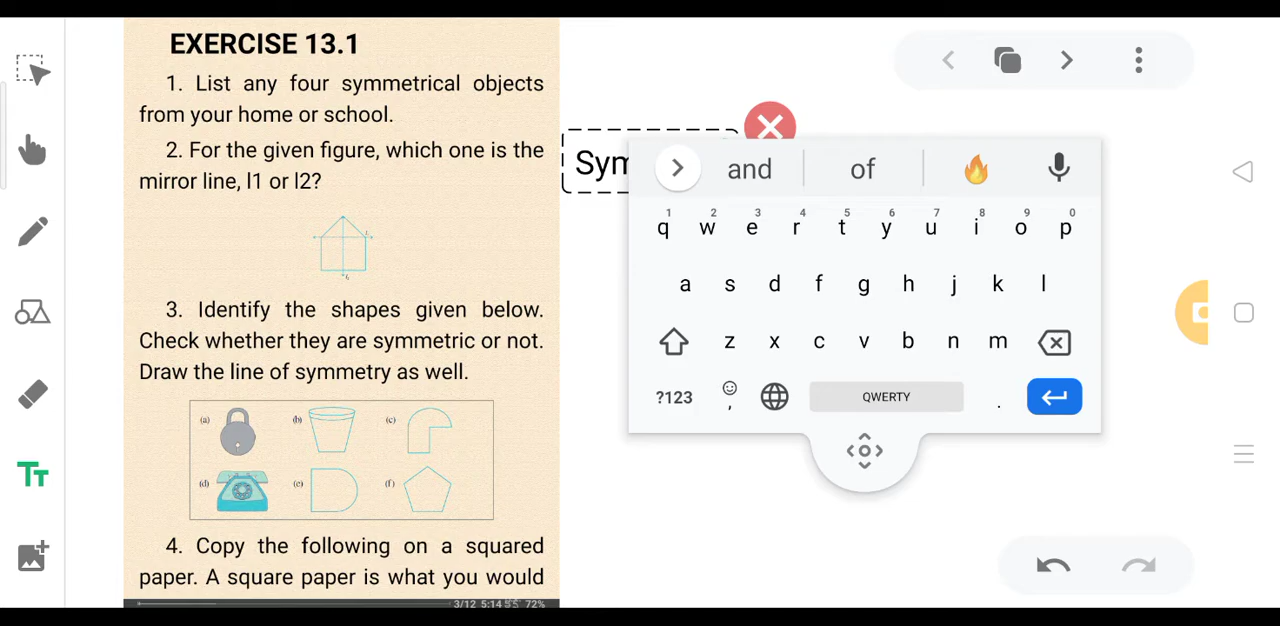 EXERCISE 13.1
1. List any four symmetrical objects
from your home or school.
2. For the given figure, which one is the
mirror line, l1 or l2?
3. Identify the shapes given below.
Check whether they are symmetric or not.
Draw the line of symmetry as well.
(a) (b) (c)
(d) (e) (f)
4. Copy the following on a squared
paper. A square paper is what you would
3/12 5:14 72%
Sym
and of
1 2 3 4 5 6 7 8 9 0
q w e r t y u i o p
a s d f g h j k l
z x c v b n m
?123 , QWERTY .
TT